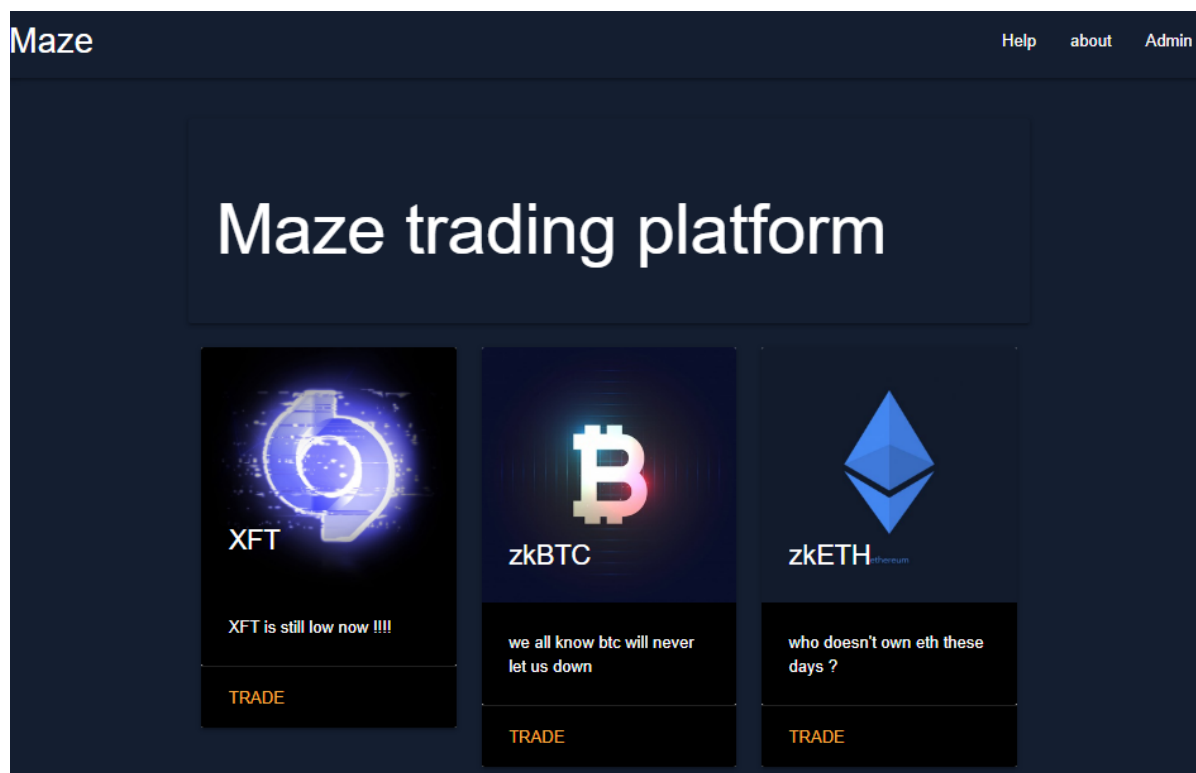 Maze
Help about Admin
Maze trading platform
XFT
XFT is still low now !!!!
TRADE
zkBTC
we all know btc will never
let us down
TRADE
zkETH
ethereum
who doesn't own eth these
days ?
TRADE